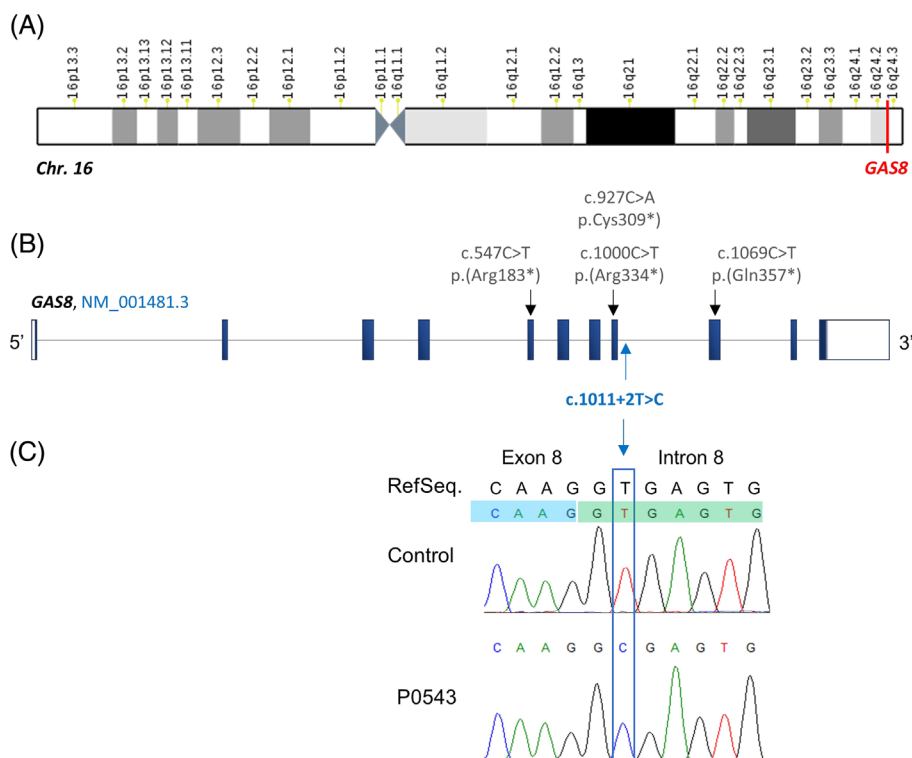 (A)
16p13.3
16p13.2
16p13.13
16p13.12
16p13.11
16p12.3
16p12.2
16p12.1
16p11.2
16p11.1
16q11.1
16q11.2
16q12.1
16q12.2
16q13
16q21
16q22.1
16q22.2
16q22.3
16q23.1
16q23.2
16q23.3
16q24.1
16q24.2
16q24.3
Chr. 16
GAS8
(B)
c.927C>A
p.Cys309*)
c.547C>T
p.(Arg183*)
c.1000C>T
p.(Arg334*)
c.1069C>T
p.(Gln357*)
GAS8, NM_001481.3
5’
3’
c.1011+2T>C
(C)
Exon 8 Intron 8
RefSeq. C A A G G T G A G T G
C A A G G T G A G T G
Control
C A A G G C G A G T G
P0543